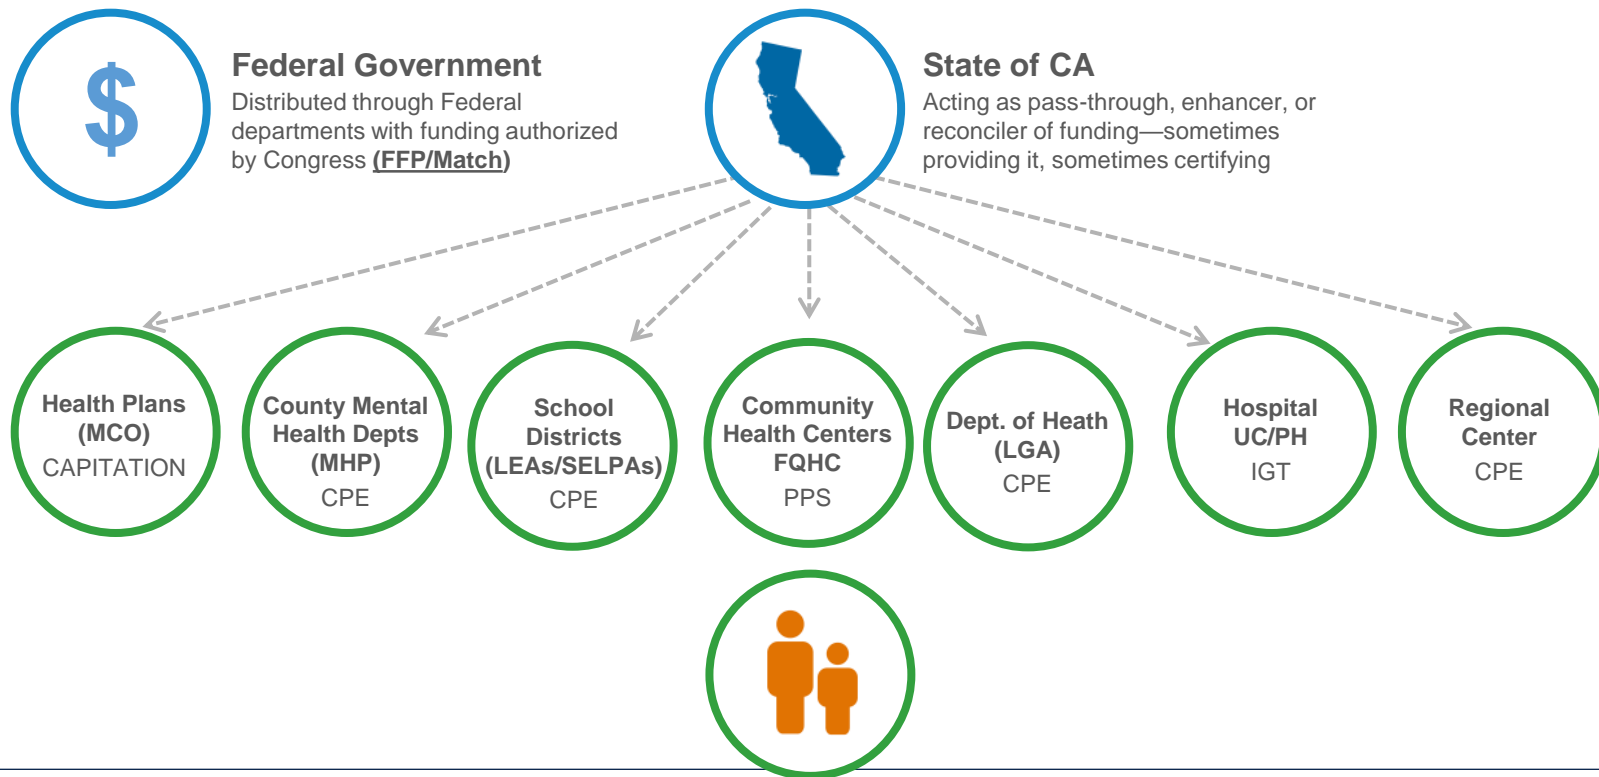 $
Federal Government
Distributed through Federal
departments with funding authorized
by Congress (FFP/Match)
State of CA
Acting as pass-through, enhancer, or
reconciler of funding—sometimes
providing it, sometimes certifying
Health Plans
(MCO)
CAPITATION
County Mental
Health Depts
(MHP)
CPE
School
Districts
(LEAs/SELPAs)
CPE
Community
Health Centers
FQHC
PPS
Dept. of Heath
(LGA)
CPE
Hospital
UC/PH
IGT
Regional
Center
CPE